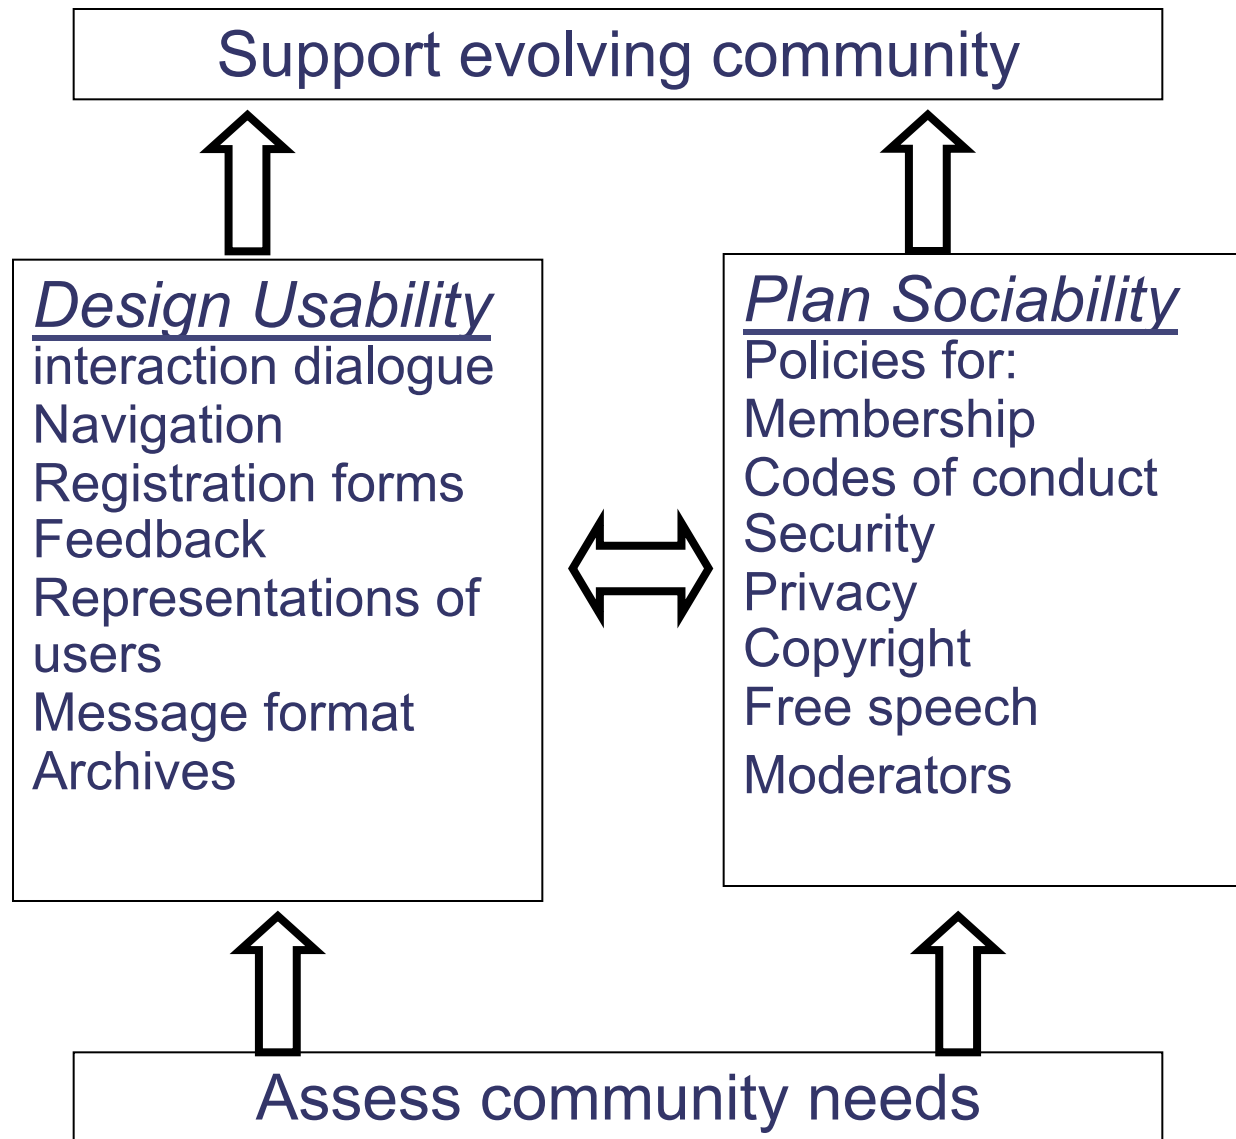 Support evolving community
Design Usability
interaction dialogue
Navigation
Registration forms
Feedback
Representations of
users
Message format
Archives
Plan Sociability
Policies for:
Membership
Codes of conduct
Security
Privacy
Copyright
Free speech
Moderators
Assess community needs